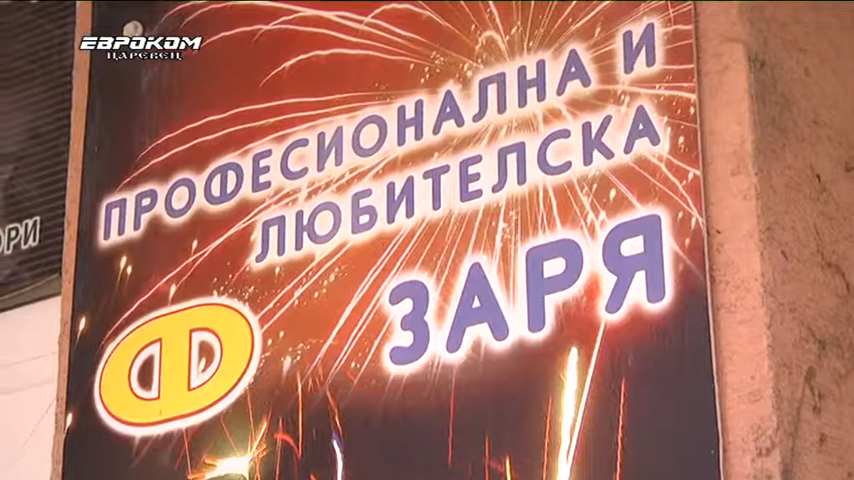 ЕВРОКОМ
ЦАРЕВЕЦ
ПРОФЕСИОНАЛНА И
ЛЮБИТЕЛСКА
ЗАРЯ
Ф